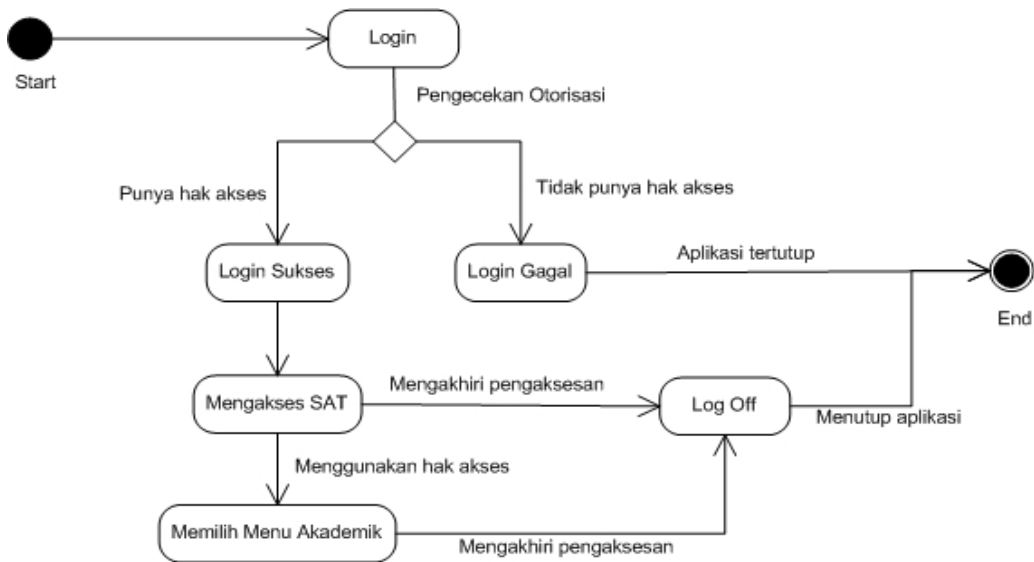 Login
Start
Pengecekan Otorisasi
Punya hak akses
Tidak punya hak akses
Login Sukses
Login Gagal
Aplikasi tertutup
End
Mengakses SAT
Mengakhiri pengaksesan
Log Off
Menutup aplikasi
Menggunakan hak akses
Memilih Menu Akademik
Mengakhiri pengaksesan